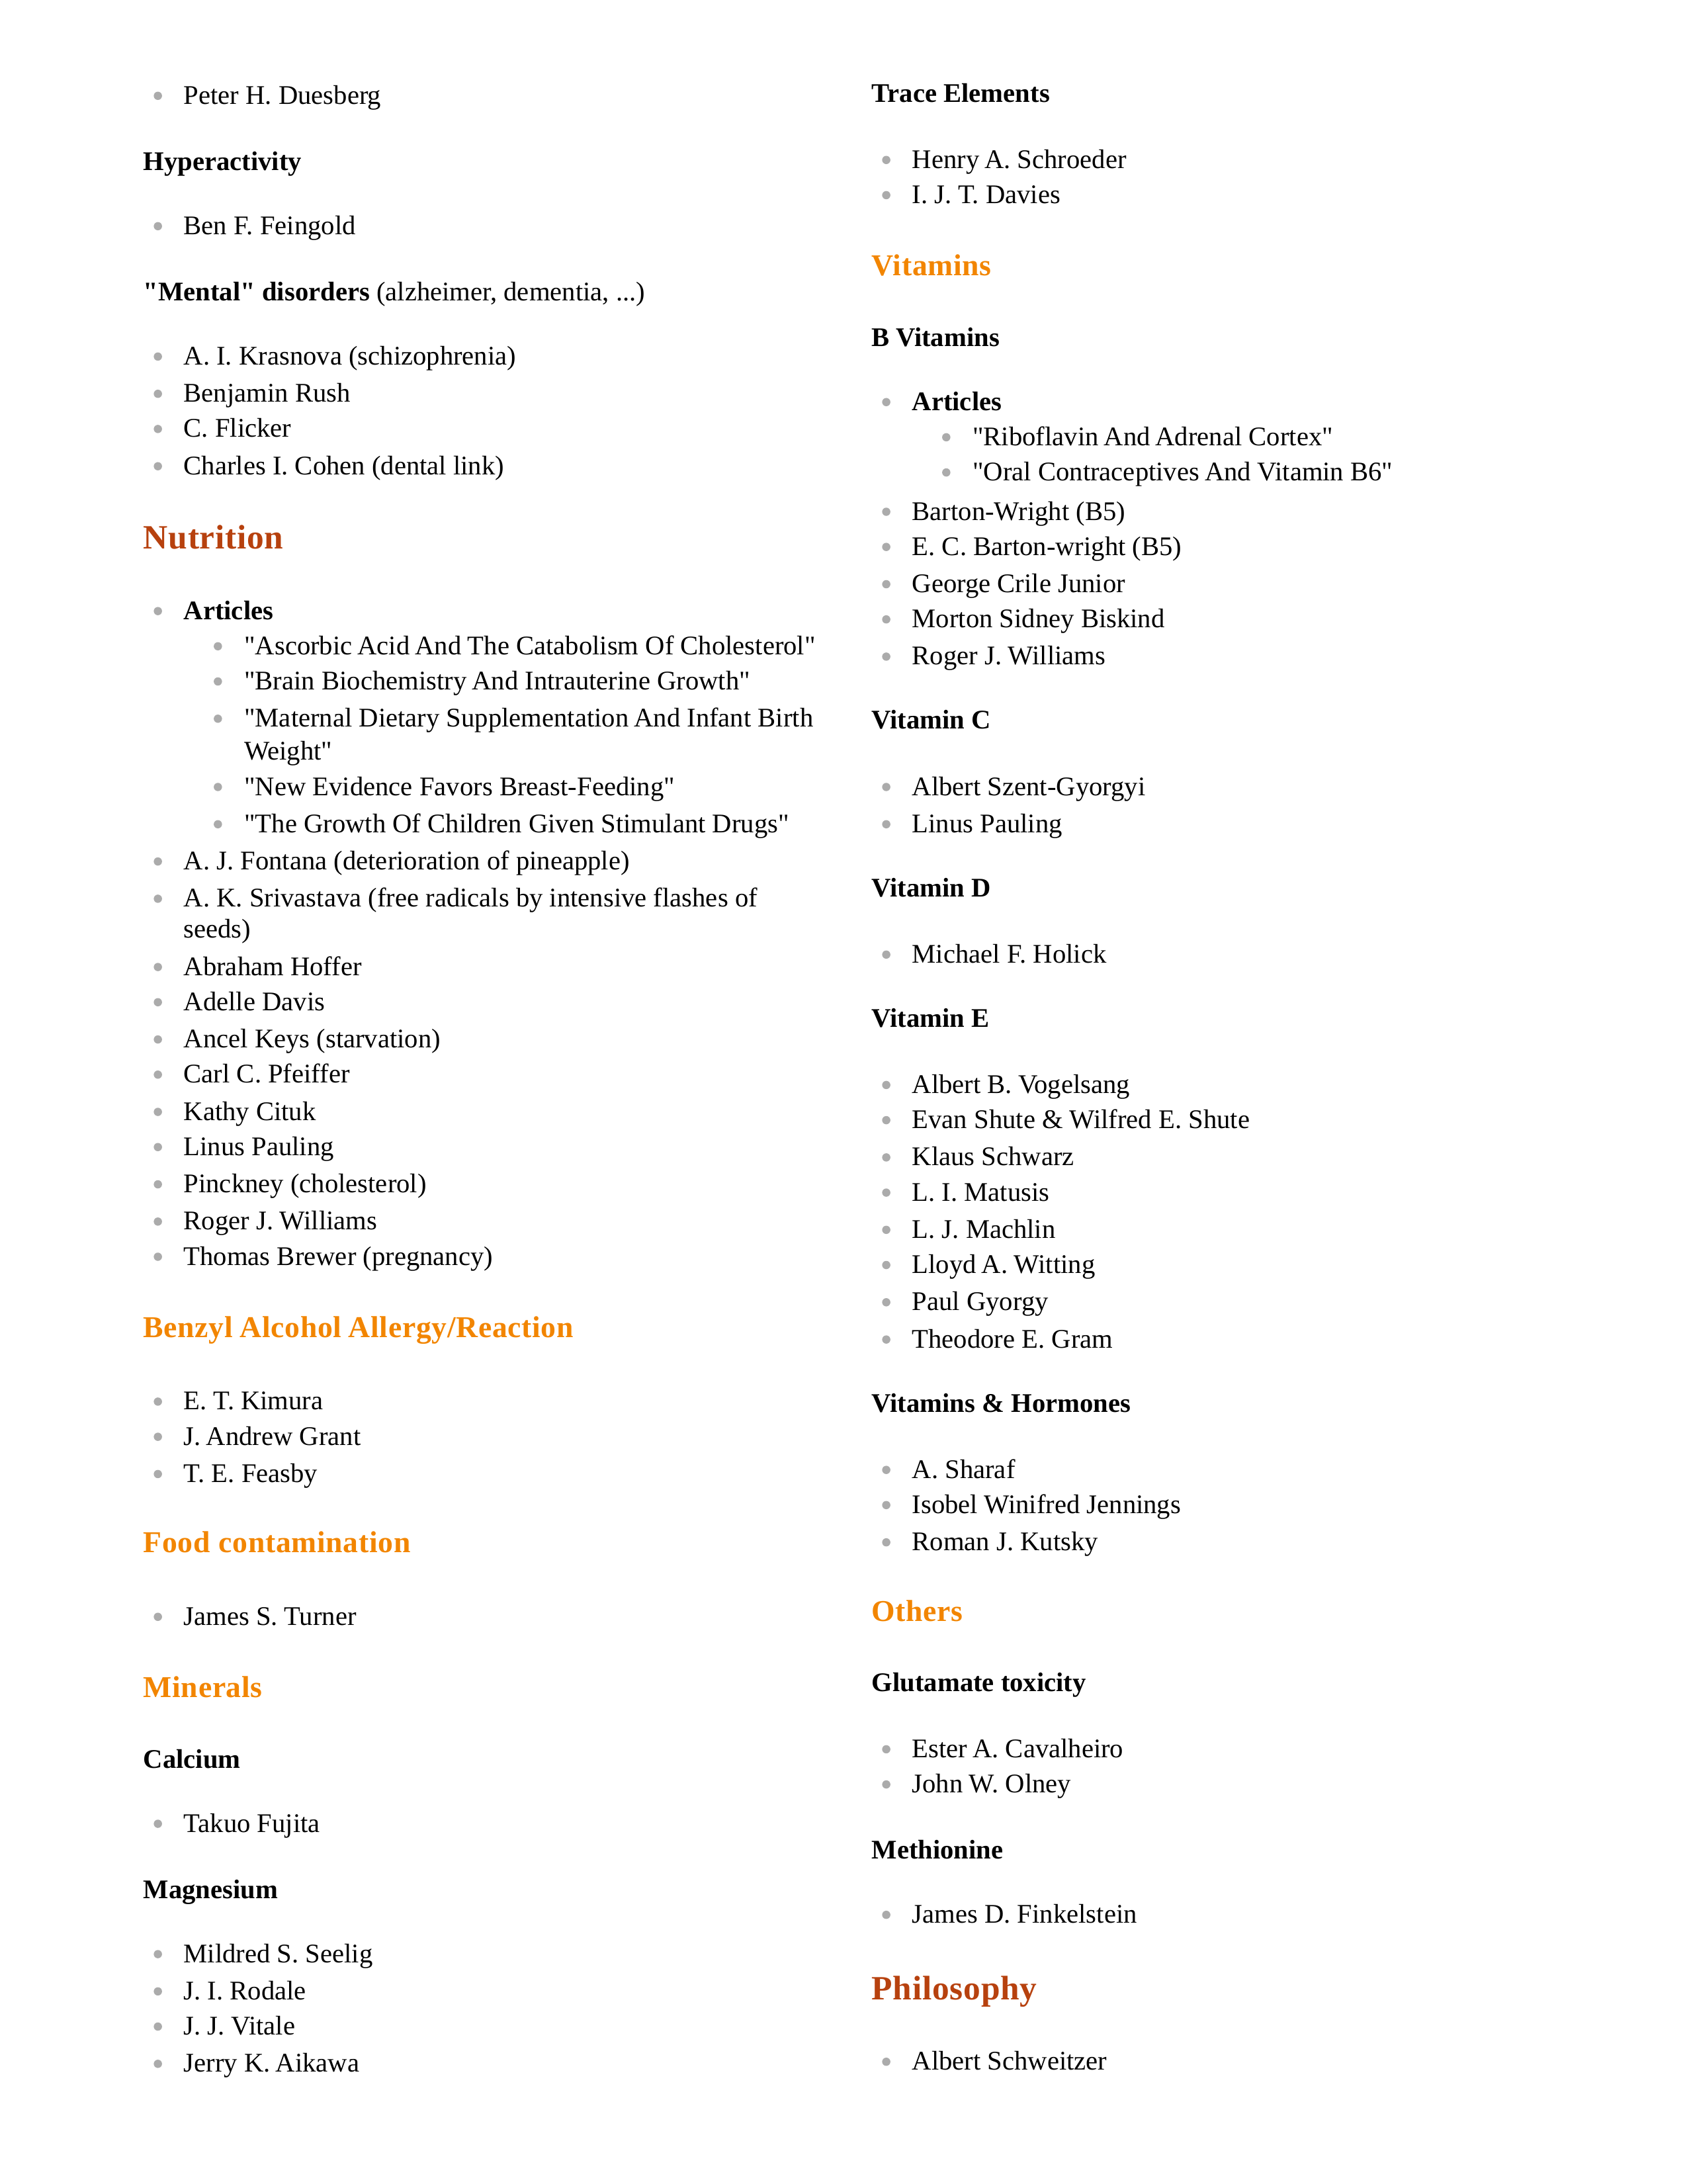 Peter H. Duesberg
Hyperactivity
Ben F. Feingold
"Mental" disorders (alzheimer, dementia, ...)
A. I. Krasnova (schizophrenia)
Benjamin Rush
C. Flicker
Charles I. Cohen (dental link)
Nutrition
Articles
"Ascorbic Acid And The Catabolism Of Cholesterol"
"Brain Biochemistry And Intrauterine Growth"
"Maternal Dietary Supplementation And Infant Birth
Weight"
"New Evidence Favors Breast-Feeding"
"The Growth Of Children Given Stimulant Drugs"
A. J. Fontana (deterioration of pineapple)
A. K. Srivastava (free radicals by intensive flashes of
seeds)
Abraham Hoffer
Adelle Davis
Ancel Keys (starvation)
Carl C. Pfeiffer
Kathy Cituk
Linus Pauling
Pinckney (cholesterol)
Roger J. Williams
Thomas Brewer (pregnancy)
Benzyl Alcohol Allergy/Reaction
E. T. Kimura
J. Andrew Grant
T. E. Feasby
Food contamination
James S. Turner
Minerals
Calcium
Takuo Fujita
Magnesium
Mildred S. Seelig
J. I. Rodale
J. J. Vitale
Jerry K. Aikawa
Trace Elements
Henry A. Schroeder
I. J. T. Davies
Vitamins
B Vitamins
Articles
"Riboflavin And Adrenal Cortex"
"Oral Contraceptives And Vitamin B6"
Barton-Wright (B5)
E. C. Barton-wright (B5)
George Crile Junior
Morton Sidney Biskind
Roger J. Williams
Vitamin C
Albert Szent-Gyorgyi
Linus Pauling
Vitamin D
Michael F. Holick
Vitamin E
Albert B. Vogelsang
Evan Shute & Wilfred E. Shute
Klaus Schwarz
L. I. Matusis
L. J. Machlin
Lloyd A. Witting
Paul Gyorgy
Theodore E. Gram
Vitamins & Hormones
A. Sharaf
Isobel Winifred Jennings
Roman J. Kutsky
Others
Glutamate toxicity
Ester A. Cavalheiro
John W. Olney
Methionine
James D. Finkelstein
Philosophy
Albert Schweitzer